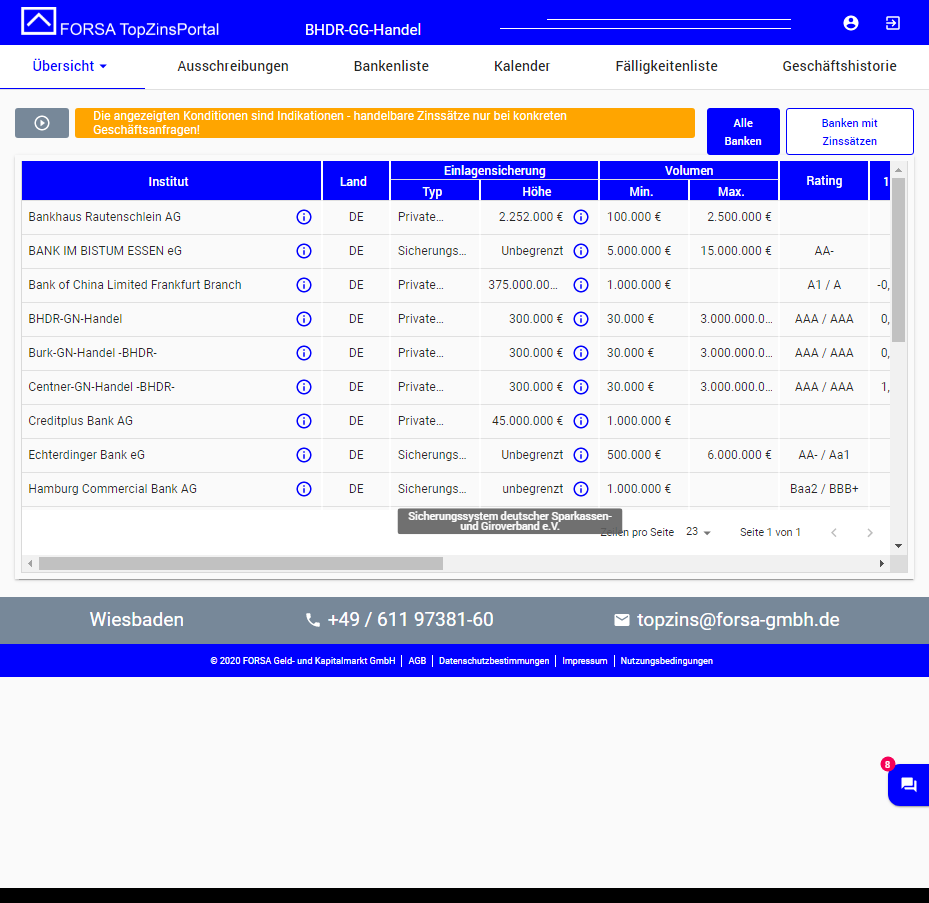 FORSA TopZinsPortal
BHDR-GG-Handel
Übersicht
Ausschreibungen
Bankenliste
Kalender
Fälligkeitenliste
Geschäftshistorie
Die angezeigten Konditionen sind Indikationen - handelbare Zinssätze nur bei konkreten
Geschäftsanfragen!
Alle
Banken
Banken mit
Zinssätzen
Institut Land Einlagensicherung Volumen Rating 1
Typ Höhe Min. Max.
Bankhaus Rautenschlein AG DE Private... 2.252.000 € 100.000 € 2.500.000 €
BANK IM BISTUM ESSEN eG DE Sicherungs... Unbegrenzt 5.000.000 € 15.000.000 € AA-
Bank of China Limited Frankfurt Branch DE Private... 375.000.00... 1.000.000 € A1 / A -0,
BHDR-GN-Handel DE Private... 300.000 € 30.000 € 3.000.000.0... AAA / AAA 0,
Burk-GN-Handel -BHDR- DE Private... 300.000 € 30.000 € 3.000.000.0... AAA / AAA 0,
Centner-GN-Handel -BHDR- DE Private... 300.000 € 30.000 € 3.000.000.0... AAA / AAA 1,
Creditplus Bank AG DE Private... 45.000.000 € 1.000.000 €
Echterdinger Bank eG DE Sicherungs... Unbegrenzt 500.000 € 6.000.000 € AA- / Aa1
Hamburg Commercial Bank AG DE Sicherungs... unbegrenzt 1.000.000 € Baa2 / BBB+
Sicherungssystem deutscher Sparkassen-
und Giroverband e.V.
Zeilen pro Seite 23 Seite 1 von 1
Wiesbaden
+49 / 611 97381-60
topzins@forsa-gmbh.de
© 2020 FORSA Geld- und Kapitalmarkt GmbH | AGB | Datenschutzbestimmungen | Impressum | Nutzungsbedingungen
8